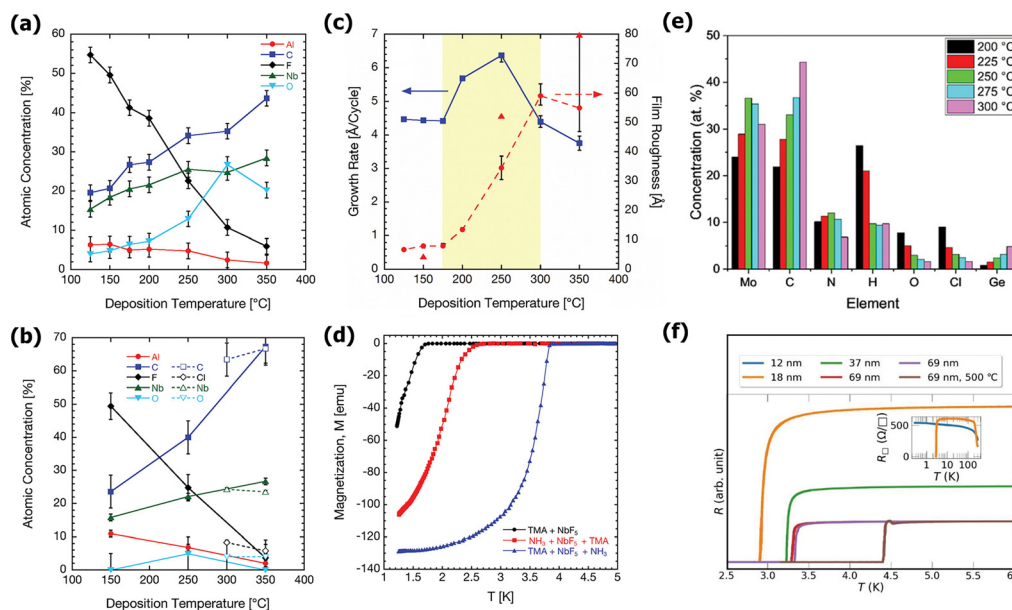 (a)
Atomic Concentration [%]
60
50
40
30
20
10
0
Al
C
F
Nb
O
100 150 200 250 300 350 400
Deposition Temperature [°C]
(c)
Growth Rate [Å/Cycle]
7
6
5
4
3
2
1
0
80
70
60
50
40
30
20
10
0
Film Roughness [Å]
100 150 200 250 300 350 400
Deposition Temperature [°C]
(e)
Concentration (at. %)
50
40
30
20
10
0
200 °C
225 °C
250 °C
275 °C
300 °C
Mo C N H O Cl Ge
Element
(b)
Atomic Concentration [%]
70
60
50
40
30
20
10
0
Al
C C
F Cl
Nb Nb
O O
100 150 200 250 300 350 400
Deposition Temperature [°C]
(d)
Magnetization, M [emu]
0
-20
-40
-60
-80
-100
-120
-140
TMA + NbF₅
NH₃ + NbF₅ + TMA
TMA + NbF₅ + NH₃
1 1.5 2 2.5 3 3.5 4 4.5 5
T [K]
(f)
12 nm 37 nm 69 nm
18 nm 69 nm 69 nm, 500 °C
R (arb. unit)
R□ (Ω/□)
500
0
1 10 100
T (K)
2.5 3.0 3.5 4.0 4.5 5.0 5.5 6.0
T (K)